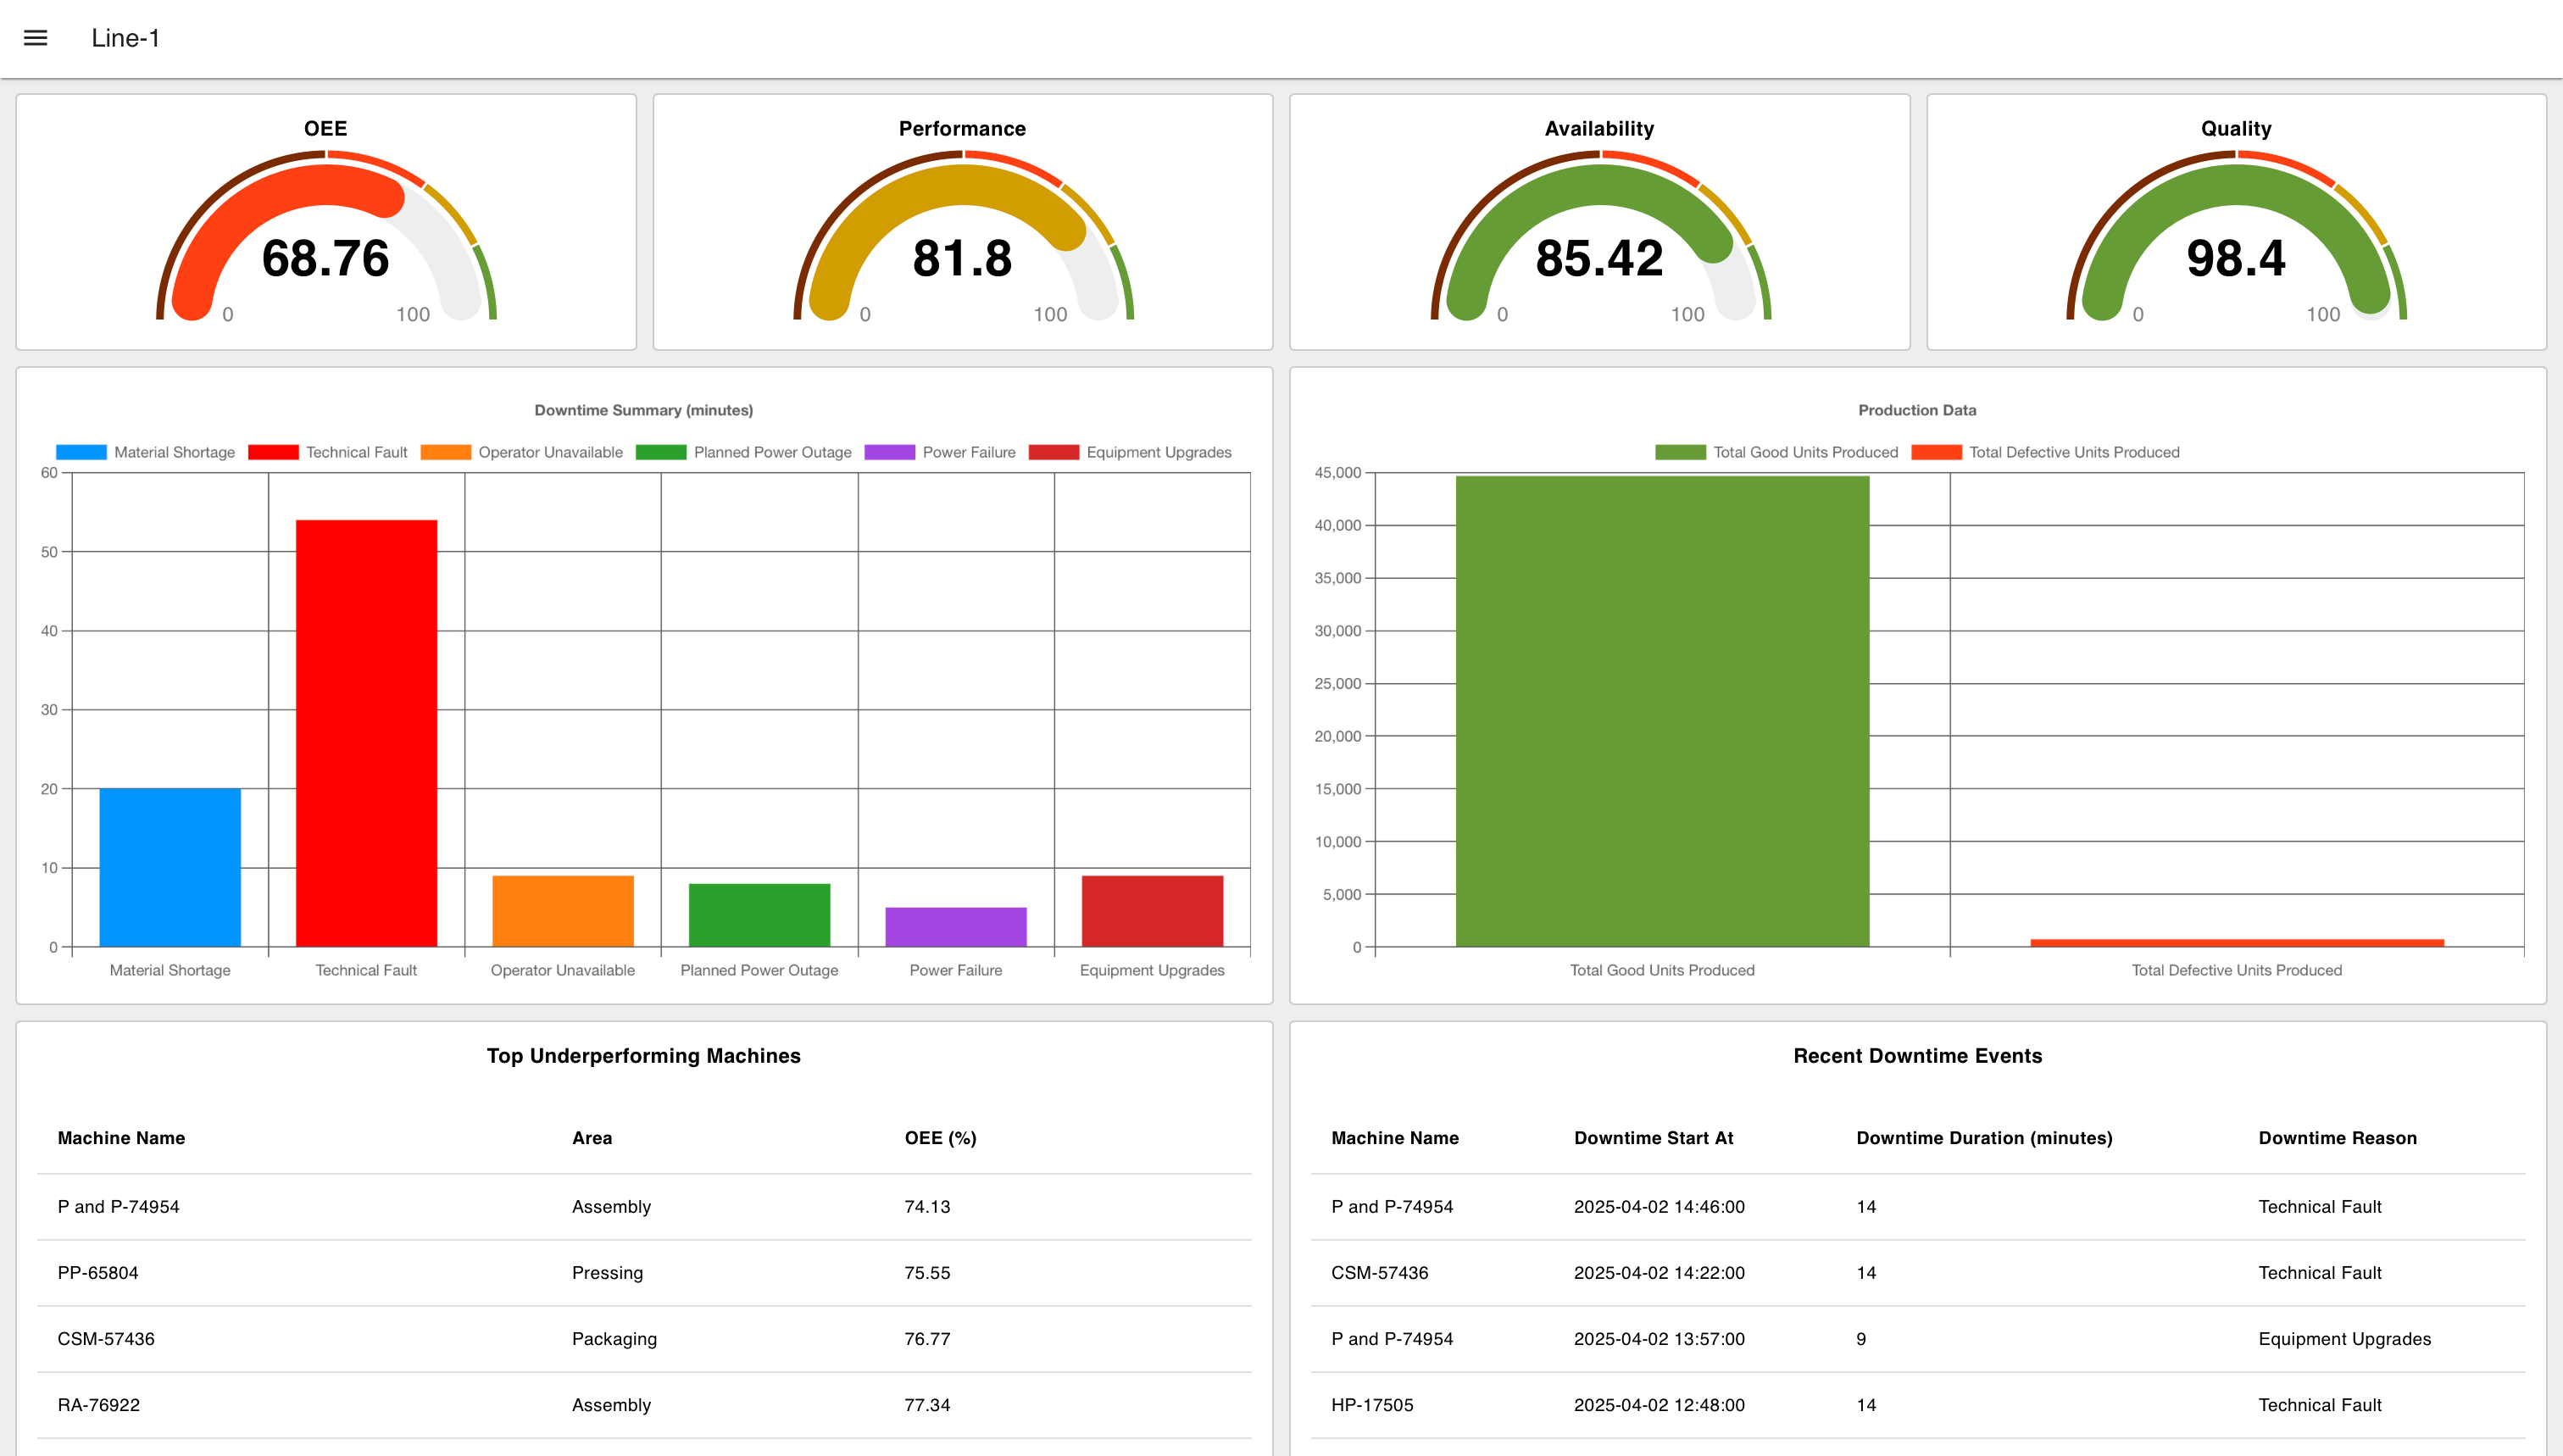 Line-1
OEE
68.76
0 100
Performance
81.8
0 100
Availability
85.42
0 100
Quality
98.4
0 100
Downtime Summary (minutes)
Material Shortage Technical Fault Operator Unavailable Planned Power Outage Power Failure Equipment Upgrades
60
50
40
30
20
10
0
Material Shortage Technical Fault Operator Unavailable Planned Power Outage Power Failure Equipment Upgrades
Production Data
Total Good Units Produced Total Defective Units Produced
45,000
40,000
35,000
30,000
25,000
20,000
15,000
10,000
5,000
0
Total Good Units Produced Total Defective Units Produced
Top Underperforming Machines
Machine Name Area OEE (%)
P and P-74954 Assembly 74.13
PP-65804 Pressing 75.55
CSM-57436 Packaging 76.77
RA-76922 Assembly 77.34
Recent Downtime Events
Machine Name Downtime Start At Downtime Duration (minutes) Downtime Reason
P and P-74954 2025-04-02 14:46:00 14 Technical Fault
CSM-57436 2025-04-02 14:22:00 14 Technical Fault
P and P-74954 2025-04-02 13:57:00 9 Equipment Upgrades
HP-17505 2025-04-02 12:48:00 14 Technical Fault